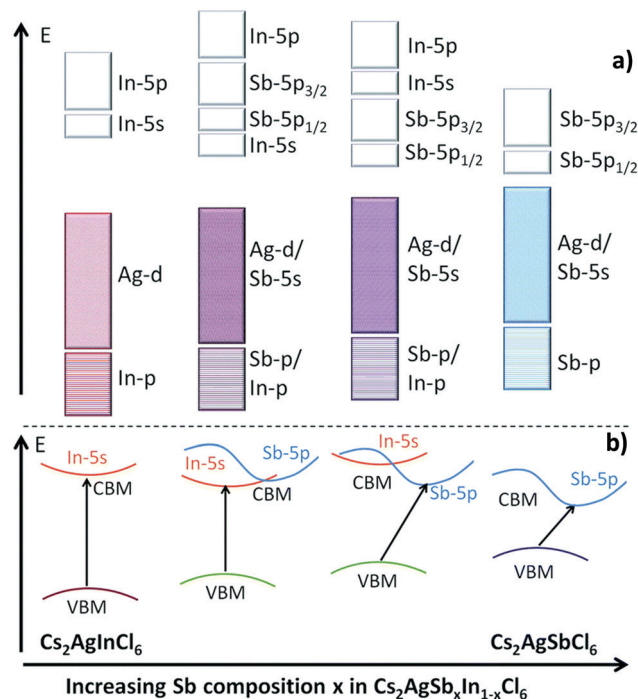 E
a)
In-5p
In-5s
In-5p
Sb-5p3/2
Sb-5p1/2
In-5s
In-5p
In-5s
Sb-5p3/2
Sb-5p1/2
Sb-5p3/2
Sb-5p1/2
Ag-d
Ag-d/
Sb-5s
Ag-d/
Sb-5s
Ag-d/
Sb-5s
In-p
Sb-p/
In-p
Sb-p/
In-p
Sb-p
E
b)
In-5s
CBM
VBM
In-5s
CBM
VBM
Sb-5p
In-5s
Sb-5p
VBM
CBM
Sb-5p
VBM
Cs2AgInCl6
Cs2AgSbCl6
Increasing Sb composition x in Cs2AgSbxIn1-xCl6